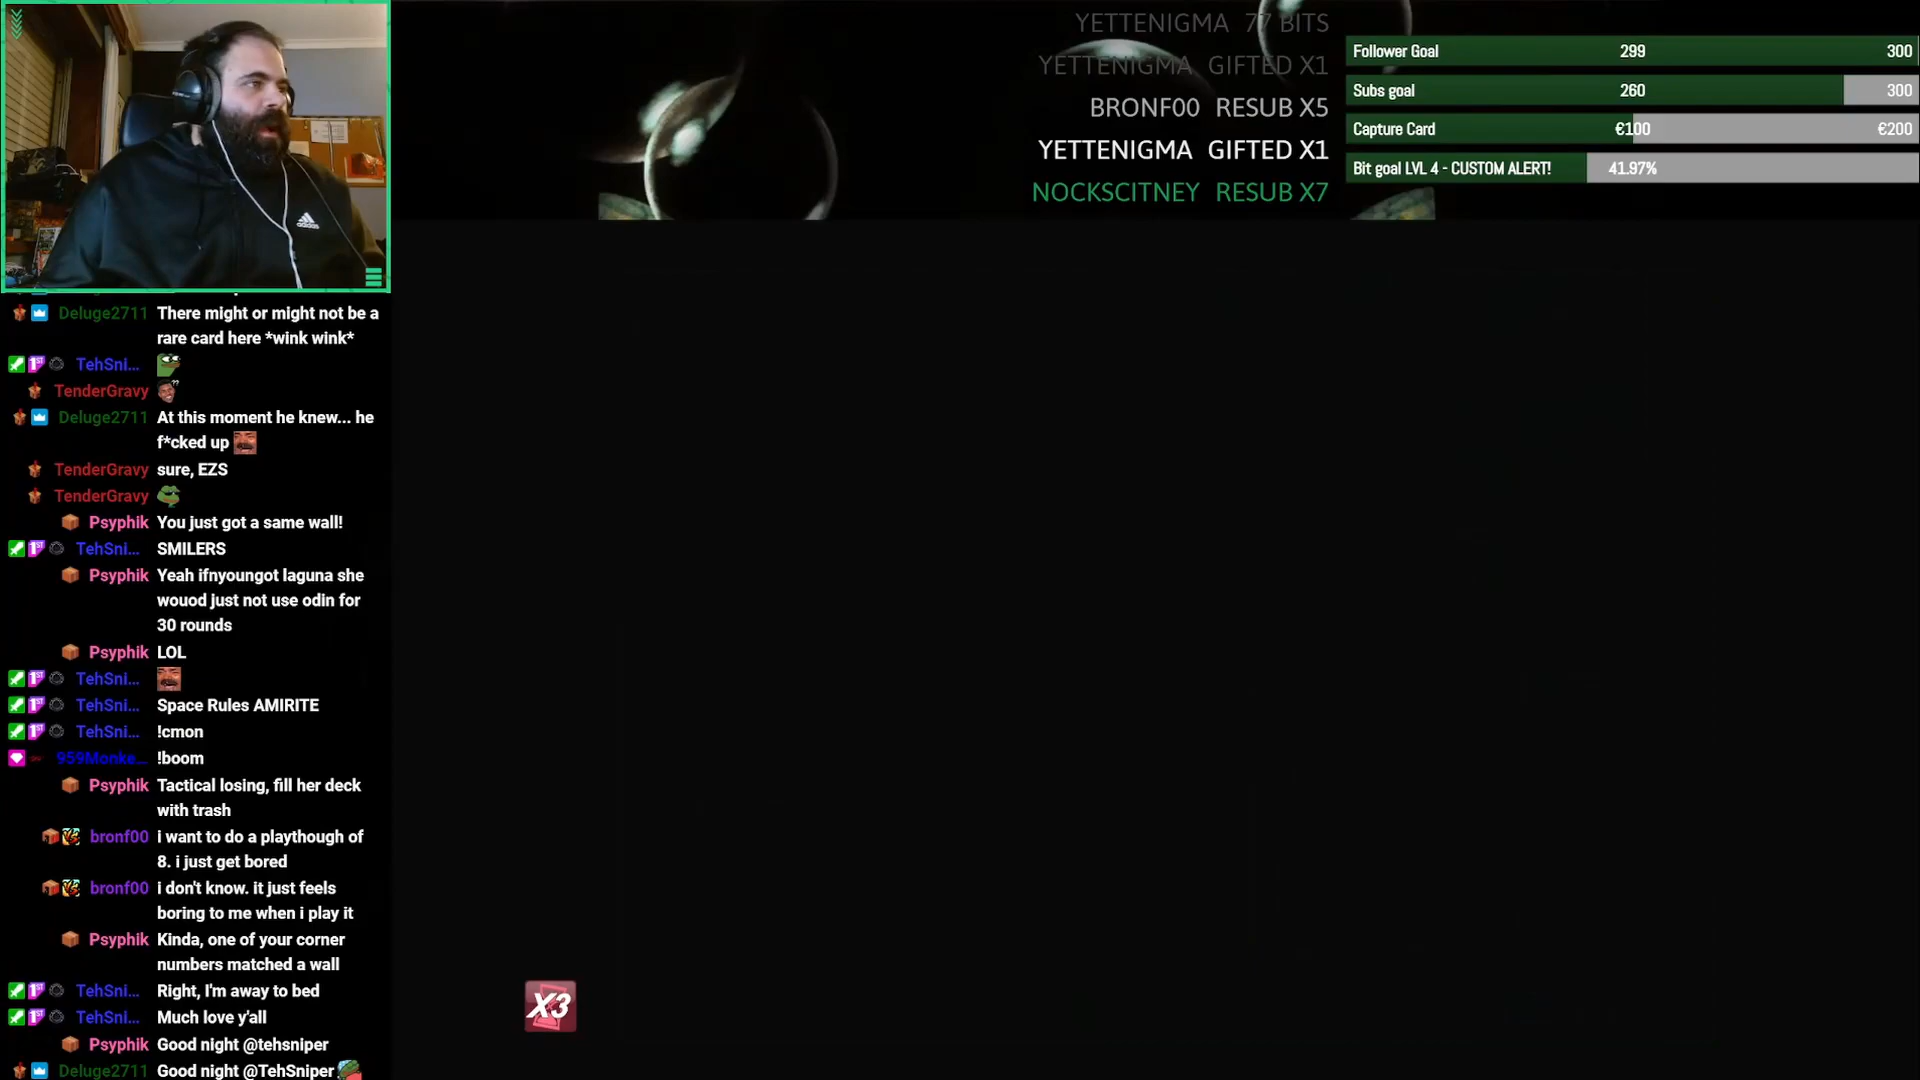 YETTENIGMA 77 BITS
YETTENIGMA GIFTED X1
BRONF00 RESUB X5
YETTENIGMA GIFTED X1
NOCKSCITNEY RESUB X7
Follower Goal 299 300
Subs goal 260 300
Capture Card €100 €200
Bit goal LVL 4 - CUSTOM ALERT! 41.97%
adidas
Deluge2711 There might or might not be a
rare card here *wink wink*
TehSni...
TenderGravy
Deluge2711 At this moment he knew... he
f*cked up
TenderGravy sure, EZS
TenderGravy
Psyphik You just got a same wall!
TehSni... SMILERS
Psyphik Yeah ifnyoungot laguna she
wouod just not use odin for
30 rounds
Psyphik LOL
TehSni...
TehSni... Space Rules AMIRITE
TehSni... !cmon
959Monke... !boom
Psyphik Tactical losing, fill her deck
with trash
bronf00 i want to do a playthough of
8. i just get bored
bronf00 i don't know. it just feels
boring to me when i play it
Psyphik Kinda, one of your corner
numbers matched a wall
TehSni... Right, I'm away to bed
TehSni... Much love y'all
Psyphik Good night @tehsniper
Deluge2711 Good night @TehSniper
X3